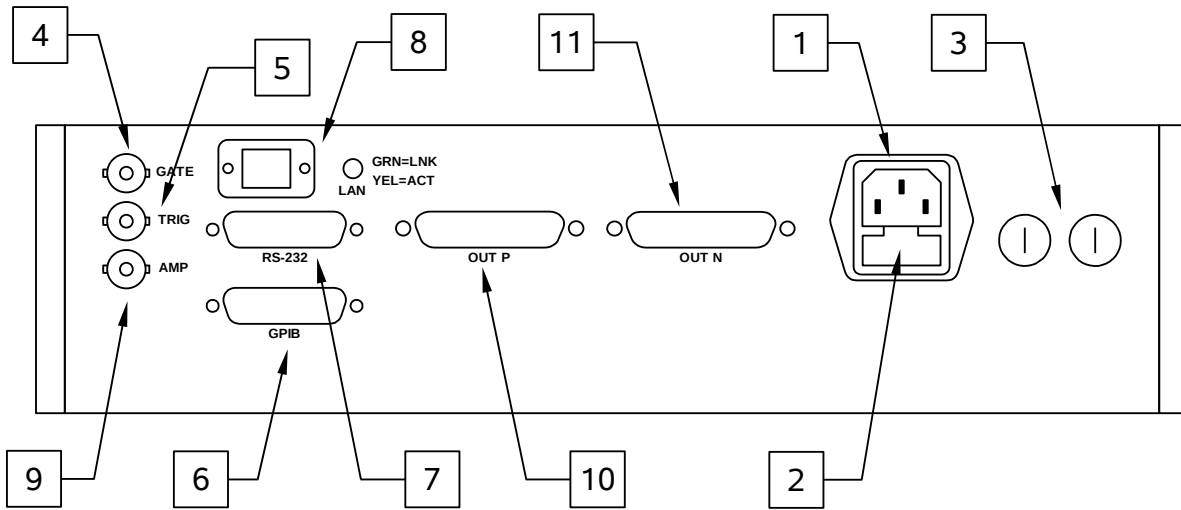 4
5
8
11
1
3
GATE
GRN=LNK
LAN
YEL=ACT
TRIG
RS-232
OUT P
OUT N
AMP
GPIB
9
6
7
10
2